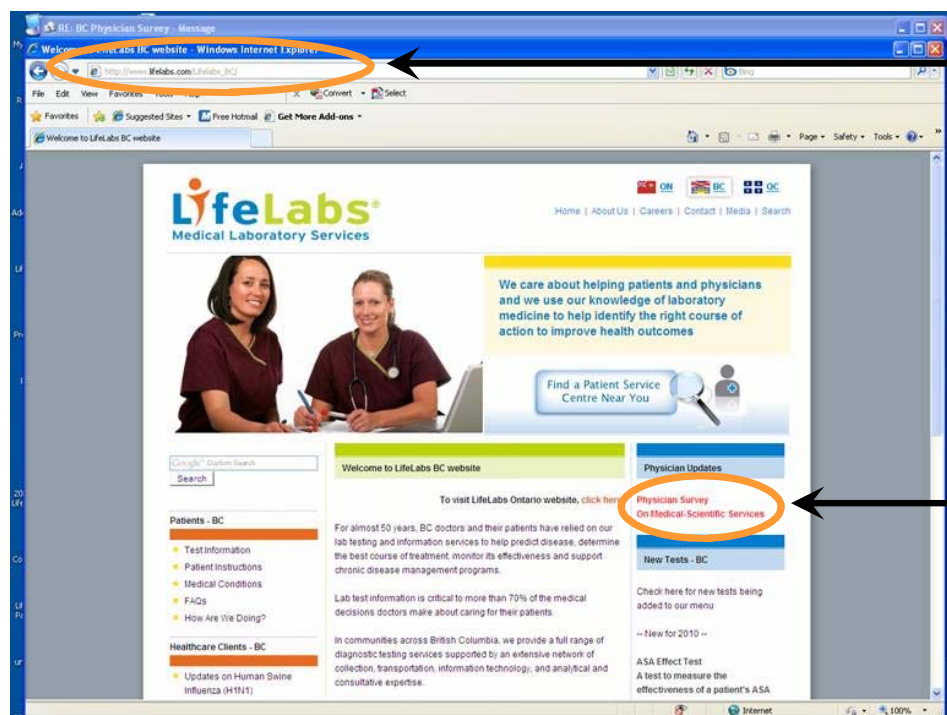 RE: BC Physician Survey - Message
Welcome to LifeLabs BC website - Windows Internet Explorer
http://www.lifelabs.com/Lifelabs_BC/
Bing
File Edit View Favorites Tools Help
X Convert Select
Favorites Suggested Sites Free Hotmail Get More Add-ons
Welcome to LifeLabs BC website
Page Safety Tools
LifeLabs
Medical Laboratory Services
ON BC QC
Home | About Us | Careers | Contact | Media | Search
We care about helping patients and physicians
and we use our knowledge of laboratory
medicine to help identify the right course of
action to improve health outcomes
Find a Patient Service
Centre Near You
Google Custom Search
Search
Patients - BC
Test Information
Patient Instructions
Medical Conditions
FAQs
How Are We Doing?
Healthcare Clients - BC
Updates on Human Swine
Influenza (H1N1)
Welcome to LifeLabs BC website
To visit LifeLabs Ontario website, click here
For almost 50 years, BC doctors and their patients have relied on our
lab testing and information services to help predict disease, determine
the best course of treatment, monitor its effectiveness and support
chronic disease management programs.
Lab test information is critical to more than 70% of the medical
decisions doctors make about caring for their patients.
In communities across British Columbia, we provide a full range of
diagnostic testing services supported by an extensive network of
collection, transportation, information technology, and analytical and
consultative expertise.
Physician Updates
Physician Survey
On Medical-Scientific Services
New Tests - BC
Check here for new tests being
added to our menu
-- New for 2010 --
ASA Effect Test
A test to measure the
effectiveness of a patient's ASA
Internet
100%